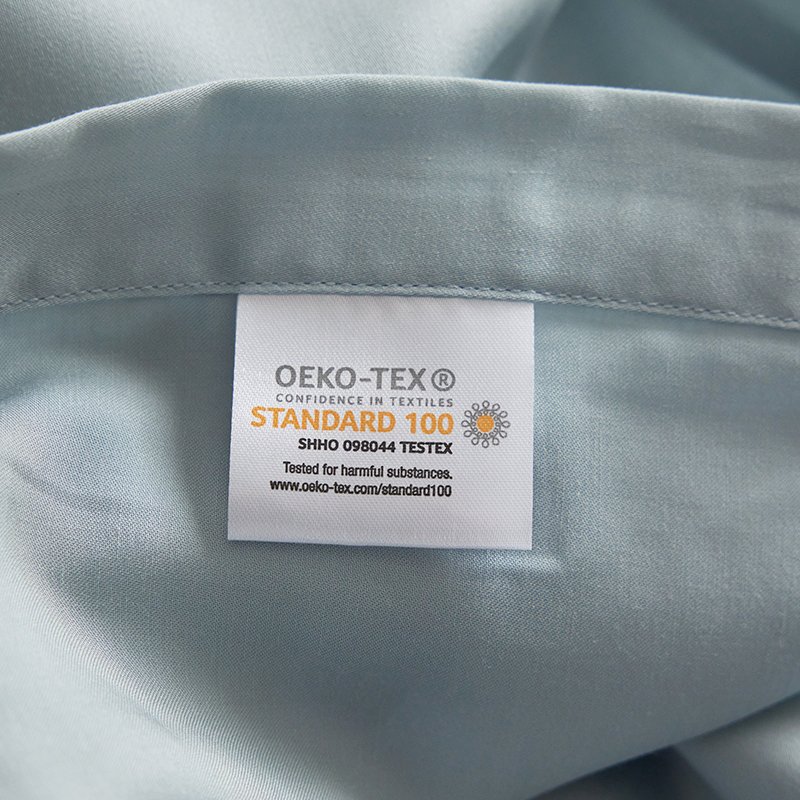 OEKO-TEX®
CONFIDENCE IN TEXTILES
STANDARD 100
SHHO 098044 TESTEX
Tested for harmful substances.
www.oeko-tex.com/standard100